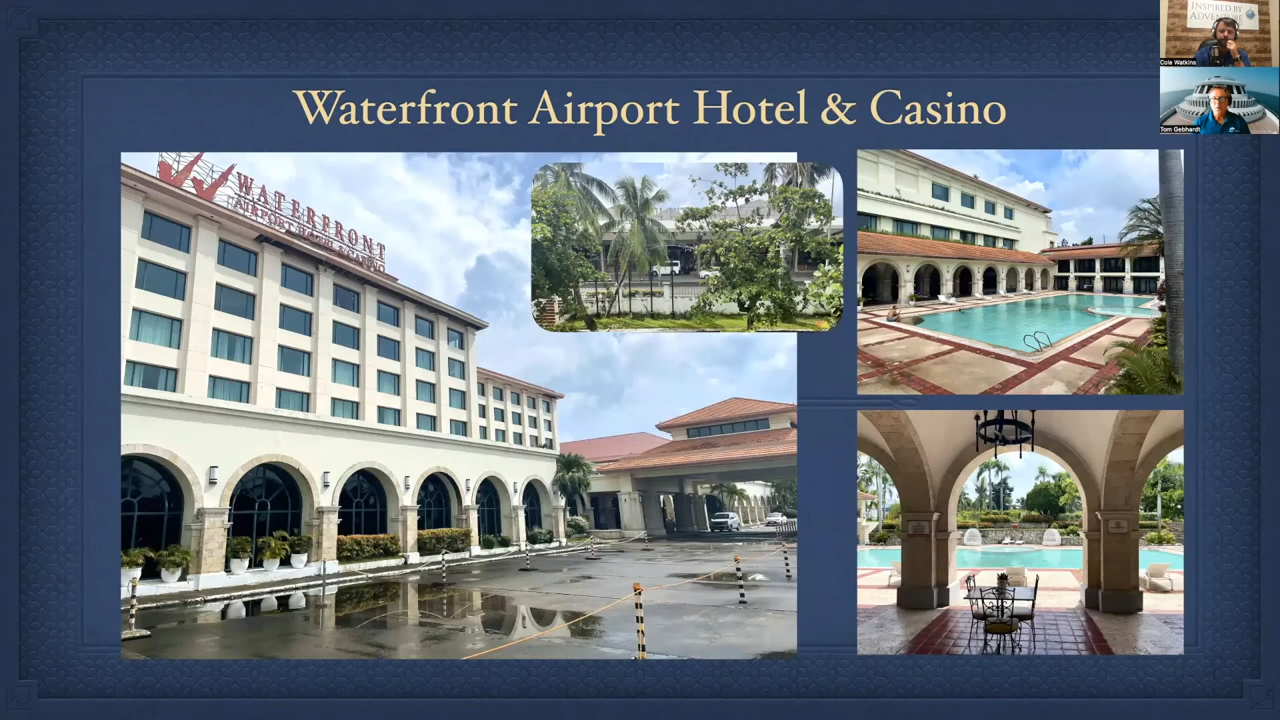 INSPIRED BY
ADVENTURE
Cole Watkins
Tom Gebhardt
Waterfront Airport Hotel & Casino
WATERFRONT
AIRPORT HOTEL & CASINO